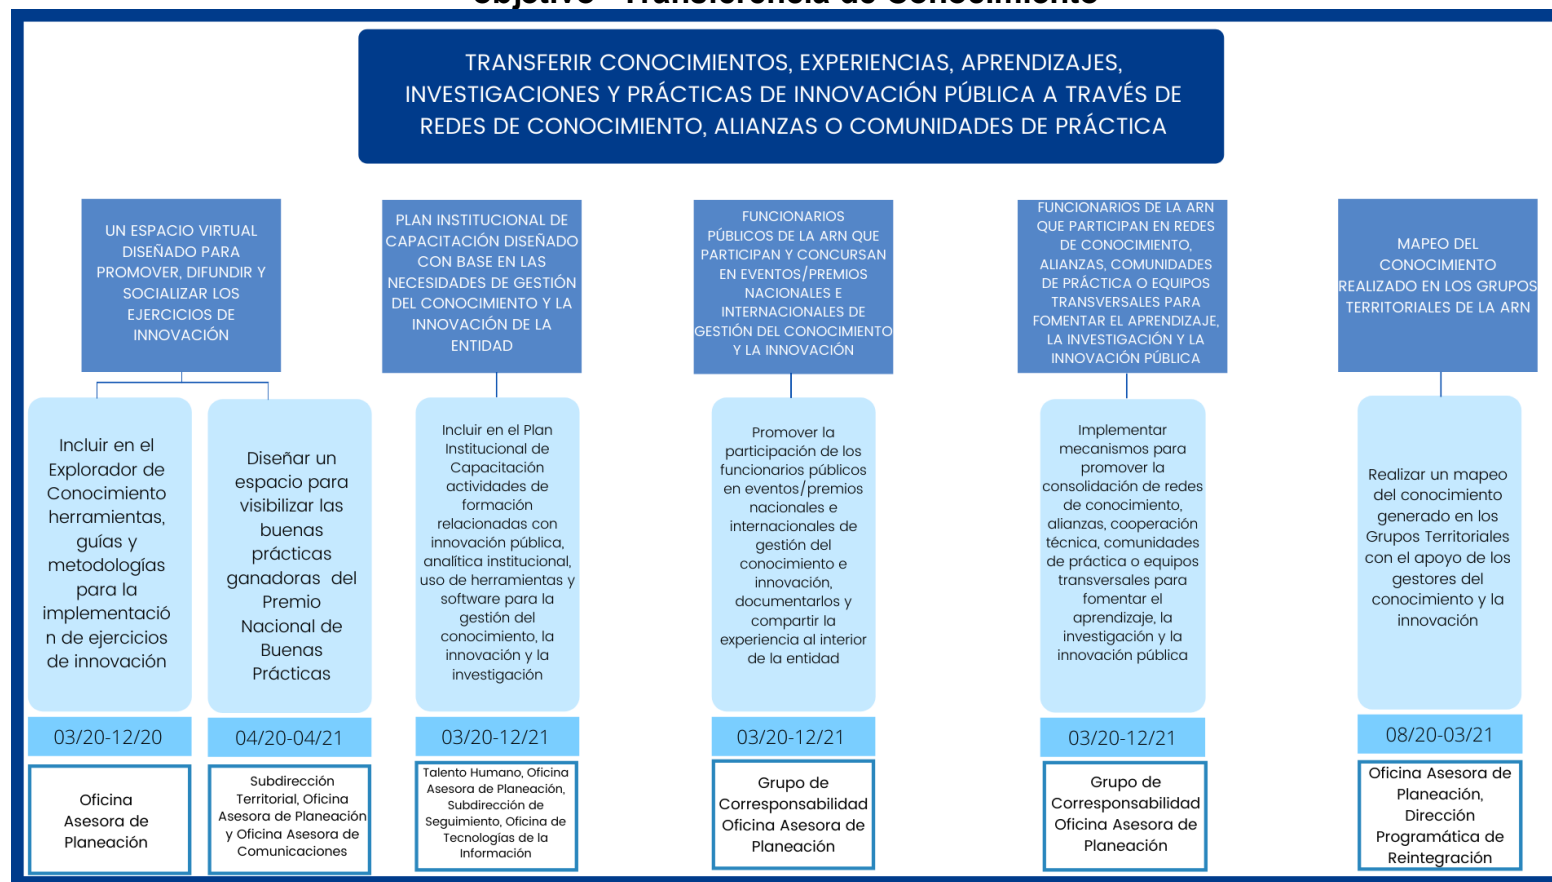 objetivo "Transferencia de Conocimiento"
TRANSFERIR CONOCIMIENTOS, EXPERIENCIAS, APRENDIZAJES,
INVESTIGACIONES Y PRÁCTICAS DE INNOVACIÓN PÚBLICA A TRAVÉS DE
REDES DE CONOCIMIENTO, ALIANZAS O COMUNIDADES DE PRÁCTICA
UN ESPACIO VIRTUAL
DISEÑADO PARA
PROMOVER, DIFUNDIR Y
SOCIALIZAR LOS
EJERCICIOS DE
INNOVACIÓN
PLAN INSTITUCIONAL DE
CAPACITACIÓN DISEÑADO
CON BASE EN LAS
NECESIDADES DE GESTIÓN
DEL CONOCIMIENTO Y LA
INNOVACIÓN DE LA
ENTIDAD
FUNCIONARIOS
PÚBLICOS DE LA ARN QUE
PARTICIPAN Y CONCURSAN
EN EVENTOS/PREMIOS
NACIONALES E
INTERNACIONALES DE
GESTIÓN DEL CONOCIMIENTO
Y LA INNOVACIÓN
FUNCIONARIOS DE LA ARN
QUE PARTICIPAN EN REDES
DE CONOCIMIENTO,
ALIANZAS, COMUNIDADES
DE PRÁCTICA O EQUIPOS
TRANSVERSALES PARA
FOMENTAR EL APRENDIZAJE,
LA INVESTIGACIÓN Y LA
INNOVACIÓN PÚBLICA
MAPEO DEL
CONOCIMIENTO
REALIZADO EN LOS GRUPOS
TERRITORIALES DE LA ARN
Incluir en el
Explorador de
Conocimiento
herramientas,
guías y
metodologías
para la
implementació
n de ejercicios
de innovación
Diseñar un
espacio para
visibilizar las
buenas
prácticas
ganadoras del
Premio
Nacional de
Buenas
Prácticas
Incluir en el Plan
Institucional de
Capacitación
actividades de
formación
relacionadas con
innovación pública,
analítica institucional,
uso de herramientas y
software para la
gestión del
conocimiento, la
innovación y la
investigación
Promover la
participación de los
funcionarios públicos
en eventos/premios
nacionales e
internacionales de
gestión del
conocimiento e
innovación,
documentarlos y
compartir la
experiencia al interior
de la entidad
Implementar
mecanismos para
promover la
consolidación de redes
de conocimiento,
alianzas, cooperación
técnica, comunidades
de práctica o equipos
transversales para
fomentar el
aprendizaje, la
investigación y la
innovación pública
Realizar un mapeo
del conocimiento
generado en los
Grupos Territoriales
con el apoyo de los
gestores del
conocimiento y la
innovación
03/20-12/20
04/20-04/21
03/20-12/21
03/20-12/21
03/20-12/21
08/20-03/21
Oficina
Asesora de
Planeación
Subdirección
Territorial, Oficina
Asesora de Planeación
y Oficina Asesora de
Comunicaciones
Talento Humano, Oficina
Asesora de Planeación,
Subdirección de
Seguimiento, Oficina de
Tecnologías de la
Información
Grupo de
Corresponsabilidad
Oficina Asesora de
Planeación
Grupo de
Corresponsabilidad
Oficina Asesora de
Planeación
Oficina Asesora de
Planeación,
Dirección
Programática de
Reintegración